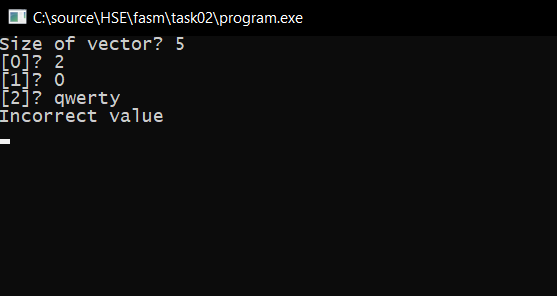 C:\source\HSE\fasm\task02\program.exe
Size of vector? 5
[0]? 2
[1]? 0
[2]? qwerty
Incorrect value